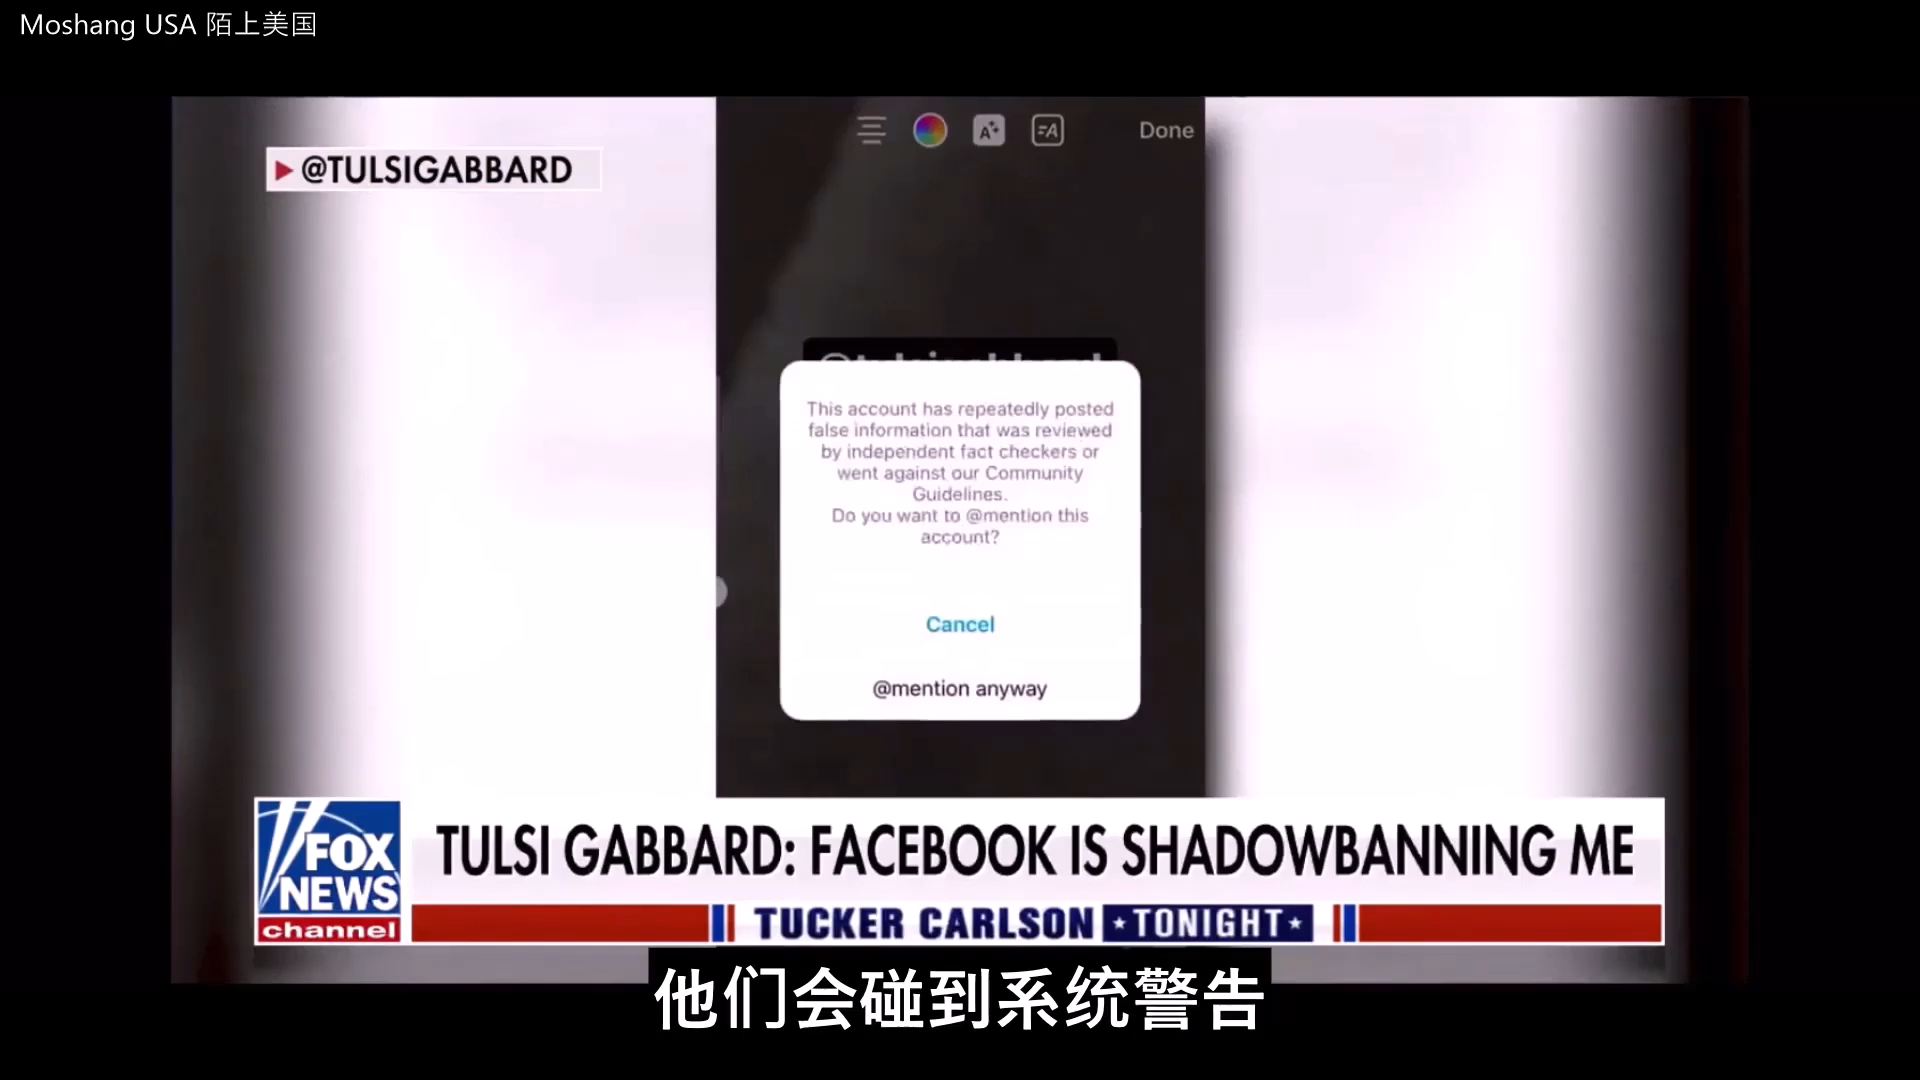 Moshang USA 陌上美国
@TULSIGABBARD
Done
This account has repeatedly posted
false information that was reviewed
by independent fact checkers or
went against our Community
Guidelines.
Do you want to @mention this
account?
Cancel
@mention anyway
FOX
NEWS
channel
TULSI GABBARD: FACEBOOK IS SHADOWBANNING ME
TUCKER CARLSON TONIGHT
他们会碰到系统警告